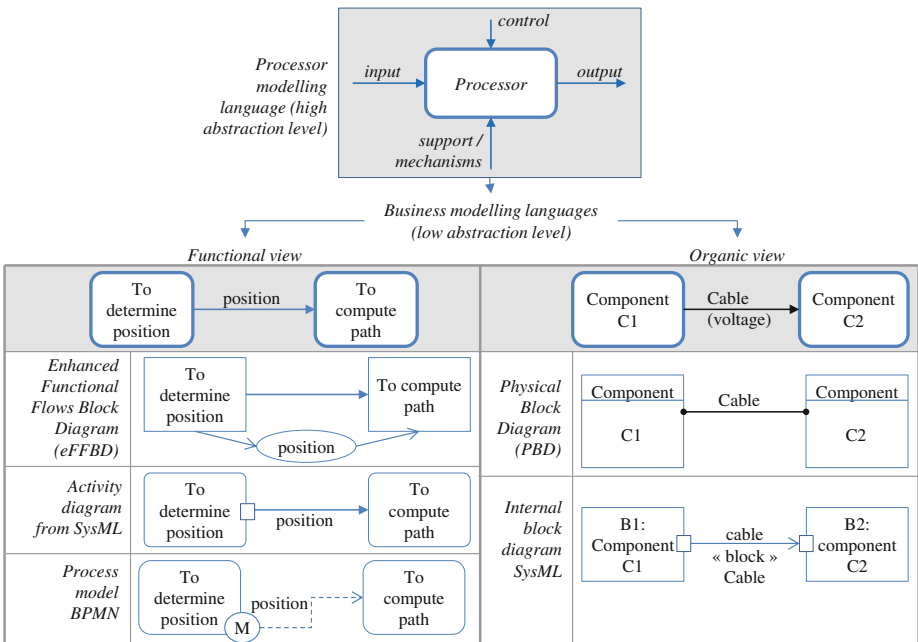 control
Processor
modelling
language (high
abstraction level)
input
Processor
output
support /
mechanisms
Business modelling languages
(low abstraction level)
Functional view
Organic view
To
determine
position
position
To
compute
path
Component
C1
Cable
(voltage)
Component
C2
Enhanced
Functional
Flows Block
Diagram
(eFFBD)
To
determine
position
To compute
path
position
Physical
Block
Diagram
(PBD)
Component
C1
Cable
Component
C2
Activity
diagram
from SysML
To
determine
position
position
To
compute
path
Internal
block
diagram
SysML
B1:
Component
C1
cable
« block »
Cable
B2:
component
C2
Process
model
BPMN
To
determine
position
M
position
To
compute
path